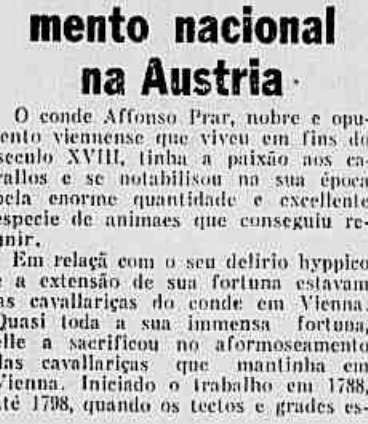 mento nacional
na Austria
O conde Affonso Prar, nobre e opu-
ento viennense que viveu em fins do
seculo XVIII, tinha a paixão aos ca-
vallos e se notabilisou na sua época
pela enorme quantidade e excellente
especie de animaes que conseguiu re-
unir.
Em relaçã com o seu delirio hyppico
e a extensão de sua fortuna estavam
as cavallariças do conde em Vienna.
Quasi toda a sua immensa fortuna,
elle a sacrificou no aformoseamento
das cavallariças que mantinha em
Vienna. Iniciado o trabalho em 1788,
até 1798, quando os tectos e grades es-